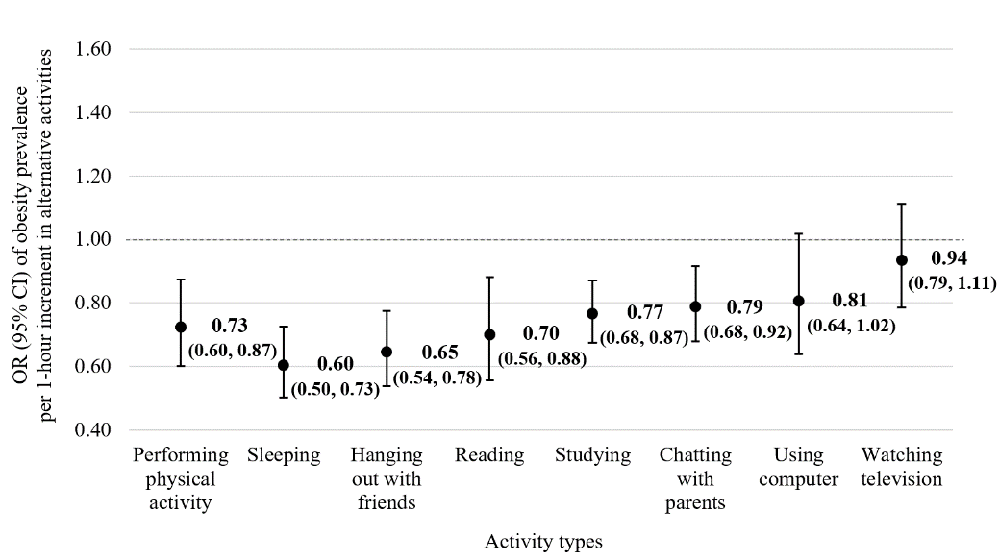 OR (95% CI) of obesity prevalence
per 1-hour increment in alternative activities
1.60
1.40
1.20
1.00
0.80
0.60
0.40
0.73
(0.60, 0.87)
0.60
(0.50, 0.73)
0.65
(0.54, 0.78)
0.70
(0.56, 0.88)
0.77
(0.68, 0.87)
0.79
(0.68, 0.92)
0.81
(0.64, 1.02)
0.94
(0.79, 1.11)
Performing
physical
activity
Sleeping
Hanging
out with
friends
Reading
Studying
Chatting
with
parents
Using
computer
Watching
television
Activity types